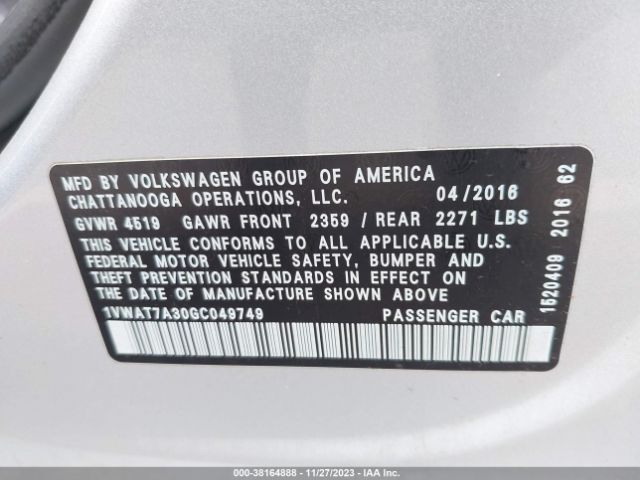 MFD BY VOLKSWAGEN GROUP OF AMERICA
CHATTANOOGA OPERATIONS, LLC. 04/2016
GVWR 4519 GAWR FRONT 2359 / REAR 2271 LBS
THIS VEHICLE CONFORMS TO ALL APPLICABLE U.S.
FEDERAL MOTOR VEHICLE SAFETY, BUMPER AND
THEFT PREVENTION STANDARDS IN EFFECT ON
THE DATE OF MANUFACTURE SHOWN ABOVE
1VWAT7A30GC049749 PASSENGER CAR
1520409 2016 62
000-38164888 - 11/27/2023 - IAAI.COM